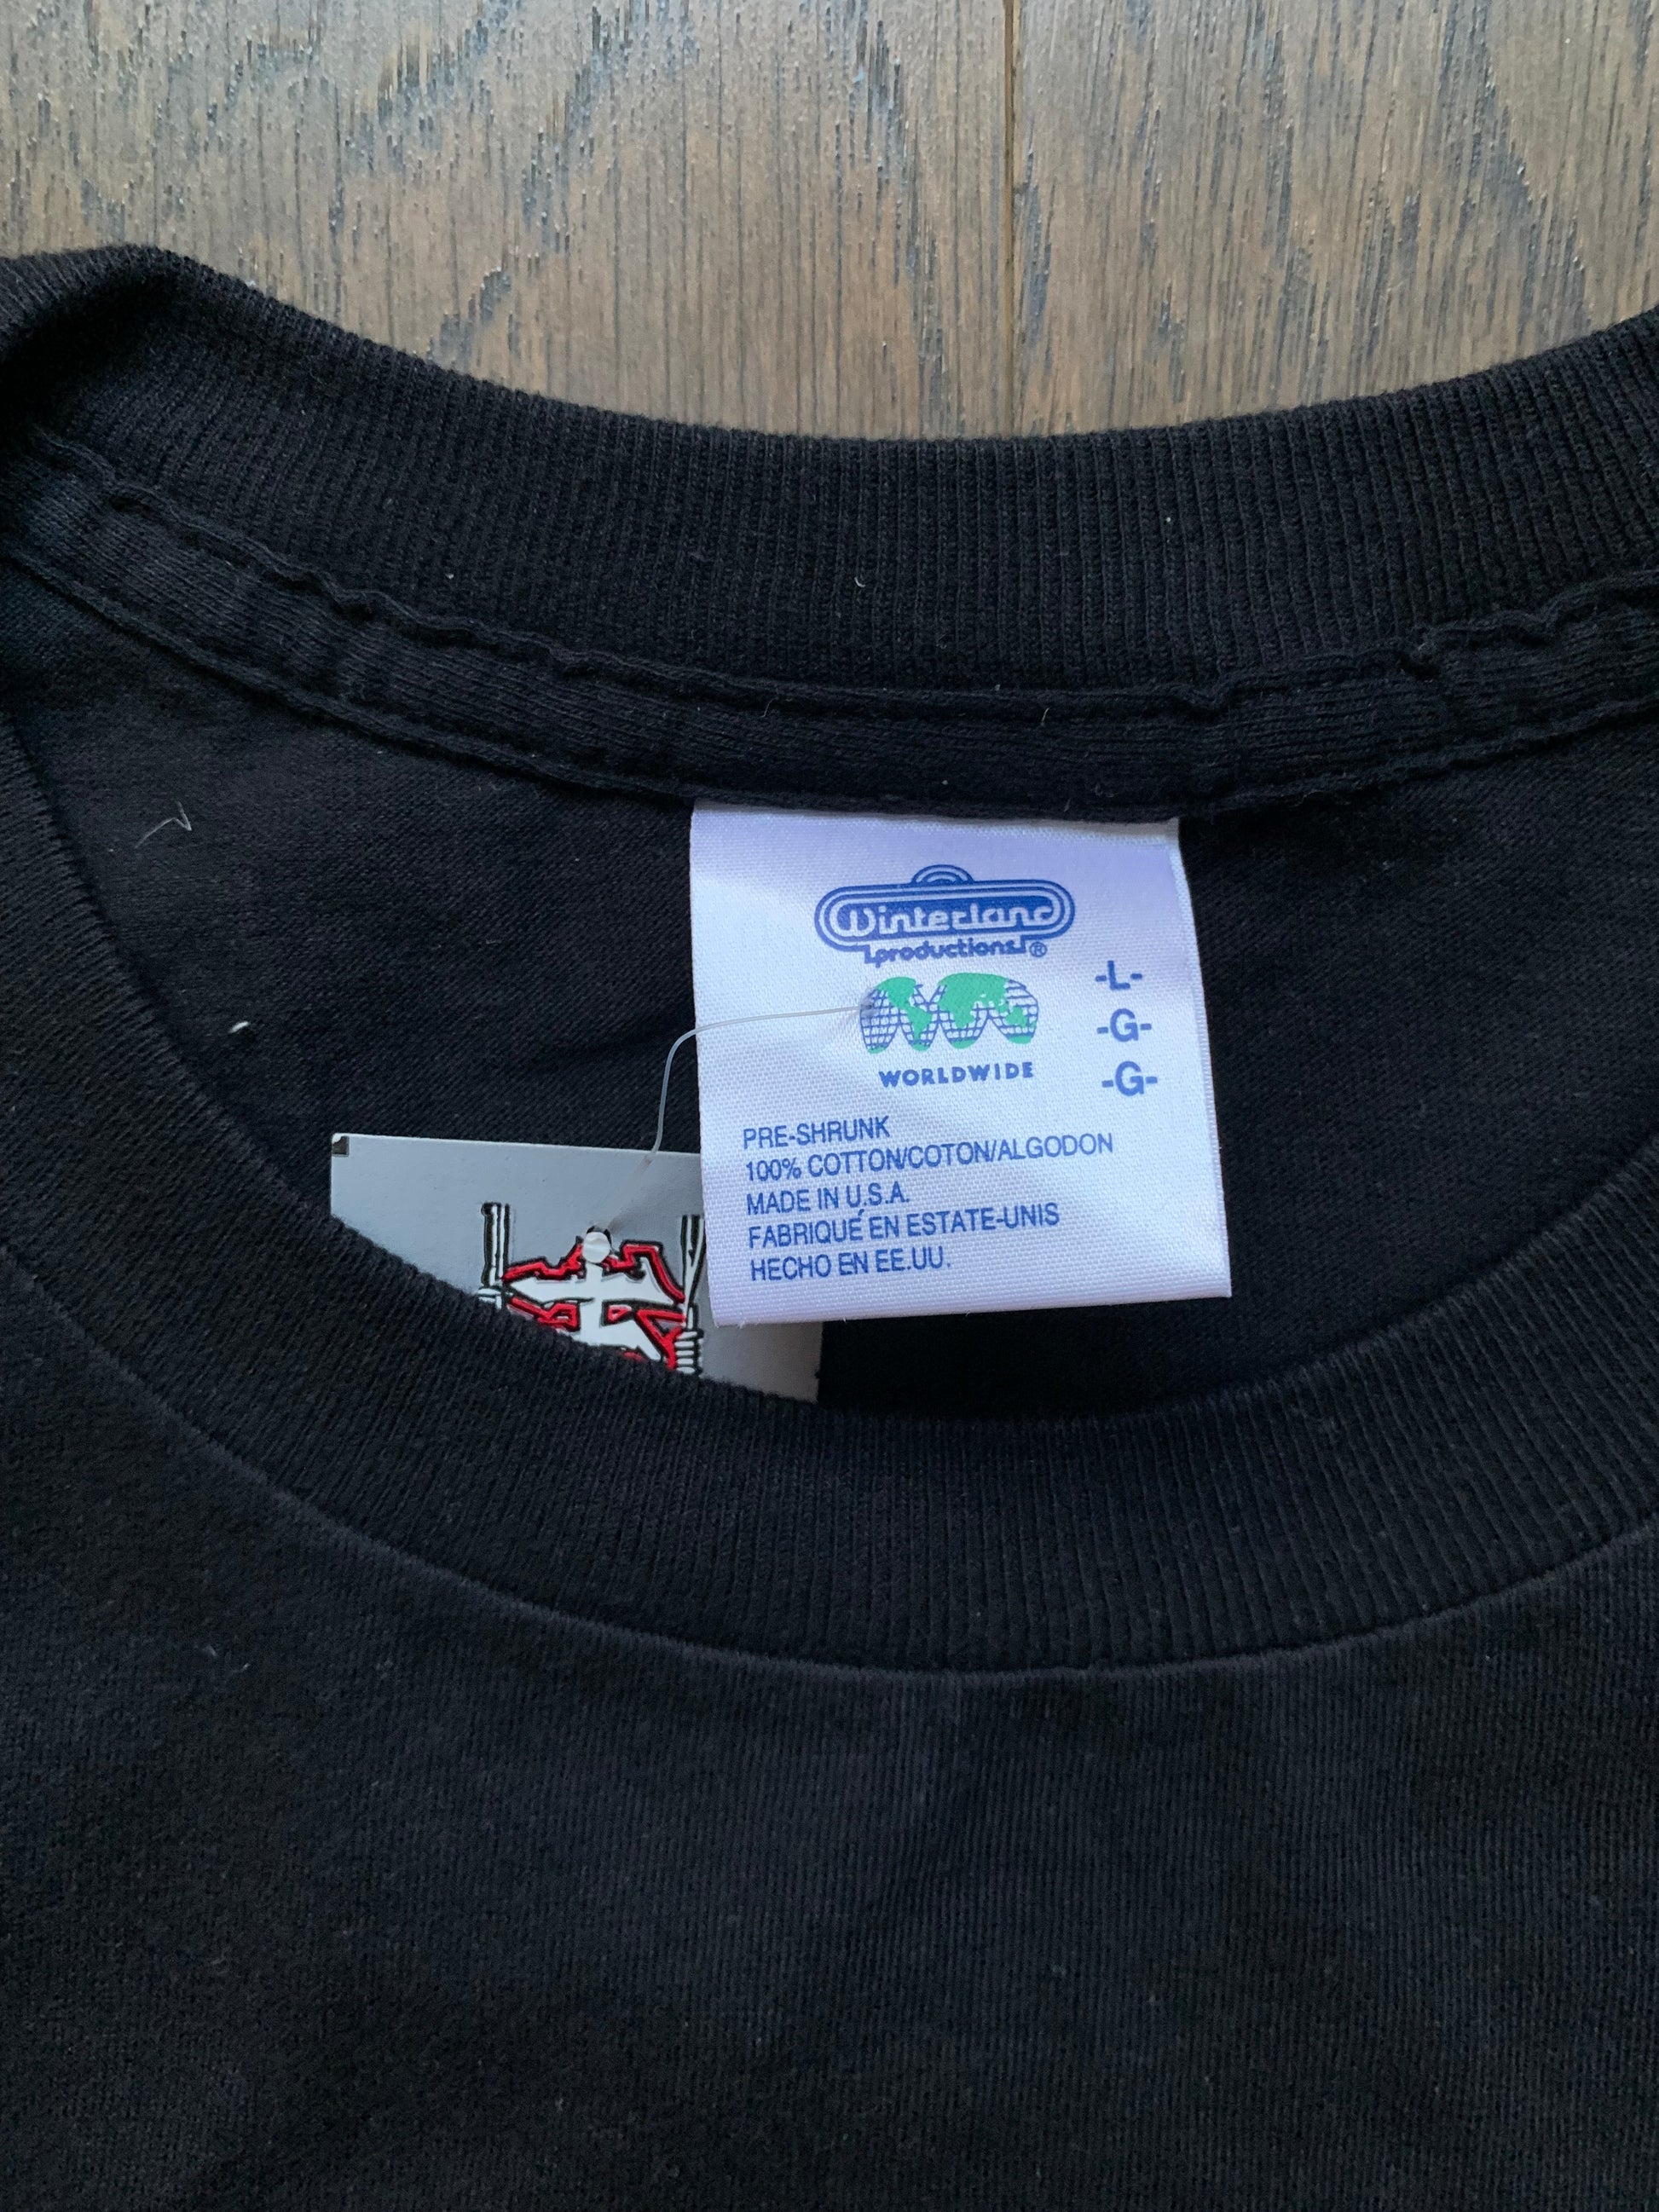 Winterland
productions®
-L-
-G-
-G-
WORLDWIDE
PRE-SHRUNK
100% COTTON/COTON/ALGODON
MADE IN U.S.A.
FABRIQUÉ EN ESTATE-UNIS
HECHO EN EE.UU.